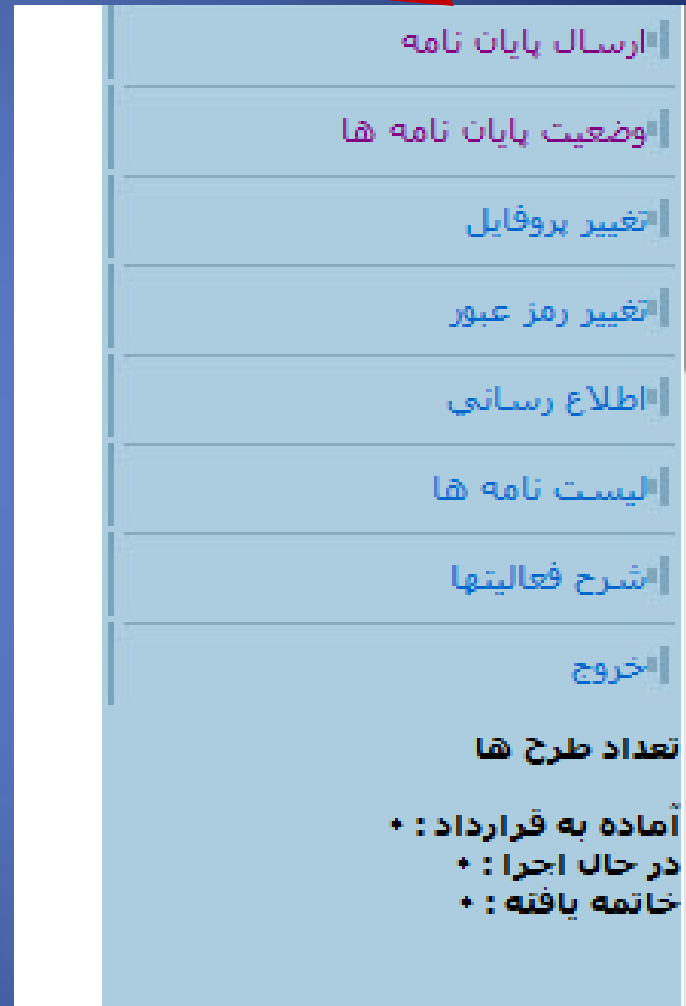 ارسال پایان نامه
وضعیت پایان نامه ها
تغییر پروفایل
تغییر رمز عبور
اطلاع رساني
لیست نامه ها
شرح فعالیتها
خروج
تعداد طرح ها
آماده به قرارداد : ۰
در حال اجرا : ۰
خاتمه یافته : ۰